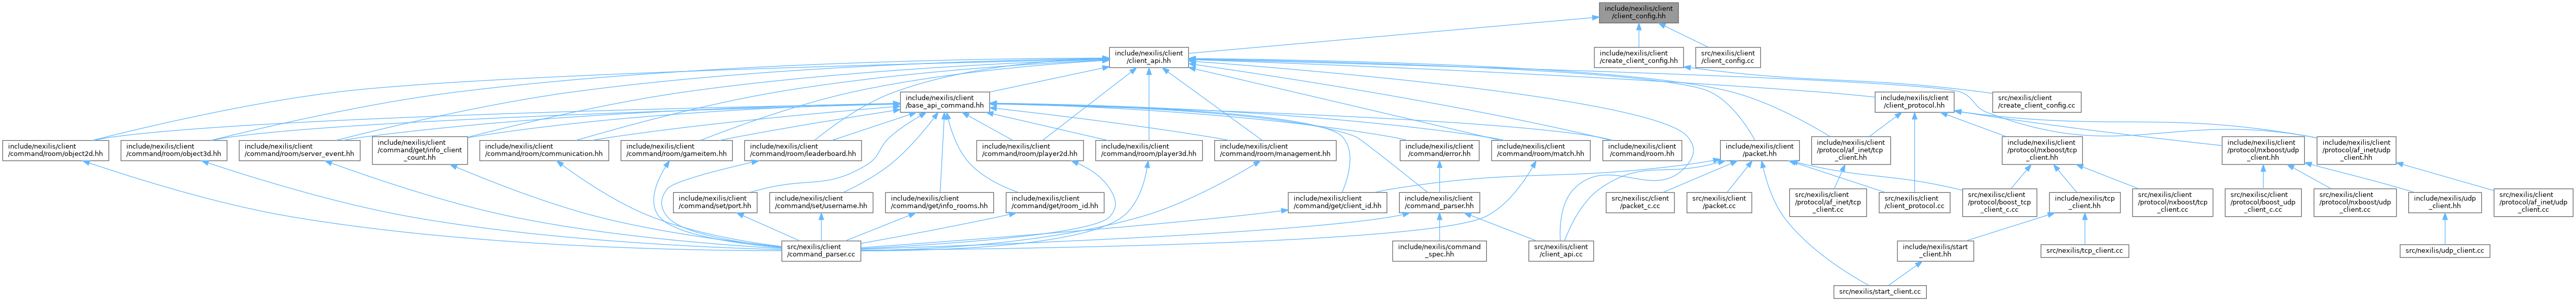 include/nexilis/client
/client_config.hh
include/nexilis/client
/client_api.hh
include/nexilis/client
/create_client_config.hh
src/nexilis/client
/client_config.cc
include/nexilis/client
/base_api_command.hh
include/nexilis/client
/client_protocol.hh
src/nexilis/client
/create_client_config.cc
include/nexilis/client
/command/room/object2d.hh
include/nexilis/client
/command/room/object3d.hh
include/nexilis/client
/command/room/server_event.hh
include/nexilis/client
/command/get/info_client
_count.hh
include/nexilis/client
/command/room/communication.hh
include/nexilis/client
/command/room/gameitem.hh
include/nexilis/client
/command/room/leaderboard.hh
include/nexilis/client
/command/room/player2d.hh
include/nexilis/client
/command/room/player3d.hh
include/nexilis/client
/command/room/management.hh
include/nexilis/client
/command/error.hh
include/nexilis/client
/command/room/match.hh
include/nexilis/client
/command/room.hh
include/nexilis/client
/packet.hh
include/nexilis/client
/protocol/af_inet/tcp
_client.hh
include/nexilis/client
/protocol/nxboost/tcp
_client.hh
include/nexilis/client
/protocol/nxboost/udp
_client.hh
include/nexilis/client
/protocol/af_inet/udp
_client.hh
include/nexilis/client
/command/set/port.hh
include/nexilis/client
/command/set/username.hh
include/nexilis/client
/command/get/info_rooms.hh
include/nexilis/client
/command/get/room_id.hh
include/nexilis/client
/command/get/client_id.hh
include/nexilis/client
/command_parser.hh
src/nexilisc/client
/packet_c.cc
src/nexilis/client
/packet.cc
src/nexilis/client
/protocol/af_inet/tcp
_client.cc
src/nexilis/client
/client_protocol.cc
src/nexilisc/client
/protocol/boost_tcp
_client_c.cc
include/nexilis/tcp
_client.hh
src/nexilis/client
/protocol/nxboost/tcp
_client.cc
src/nexilisc/client
/protocol/boost_udp
_client_c.cc
src/nexilis/client
/protocol/nxboost/udp
_client.cc
include/nexilis/udp
_client.hh
src/nexilis/client
/protocol/af_inet/udp
_client.cc
src/nexilis/client
/command_parser.cc
include/nexilis/command
_spec.hh
src/nexilis/client
/client_api.cc
include/nexilis/start
_client.hh
src/nexilis/tcp_client.cc
src/nexilis/udp_client.cc
src/nexilis/start_client.cc